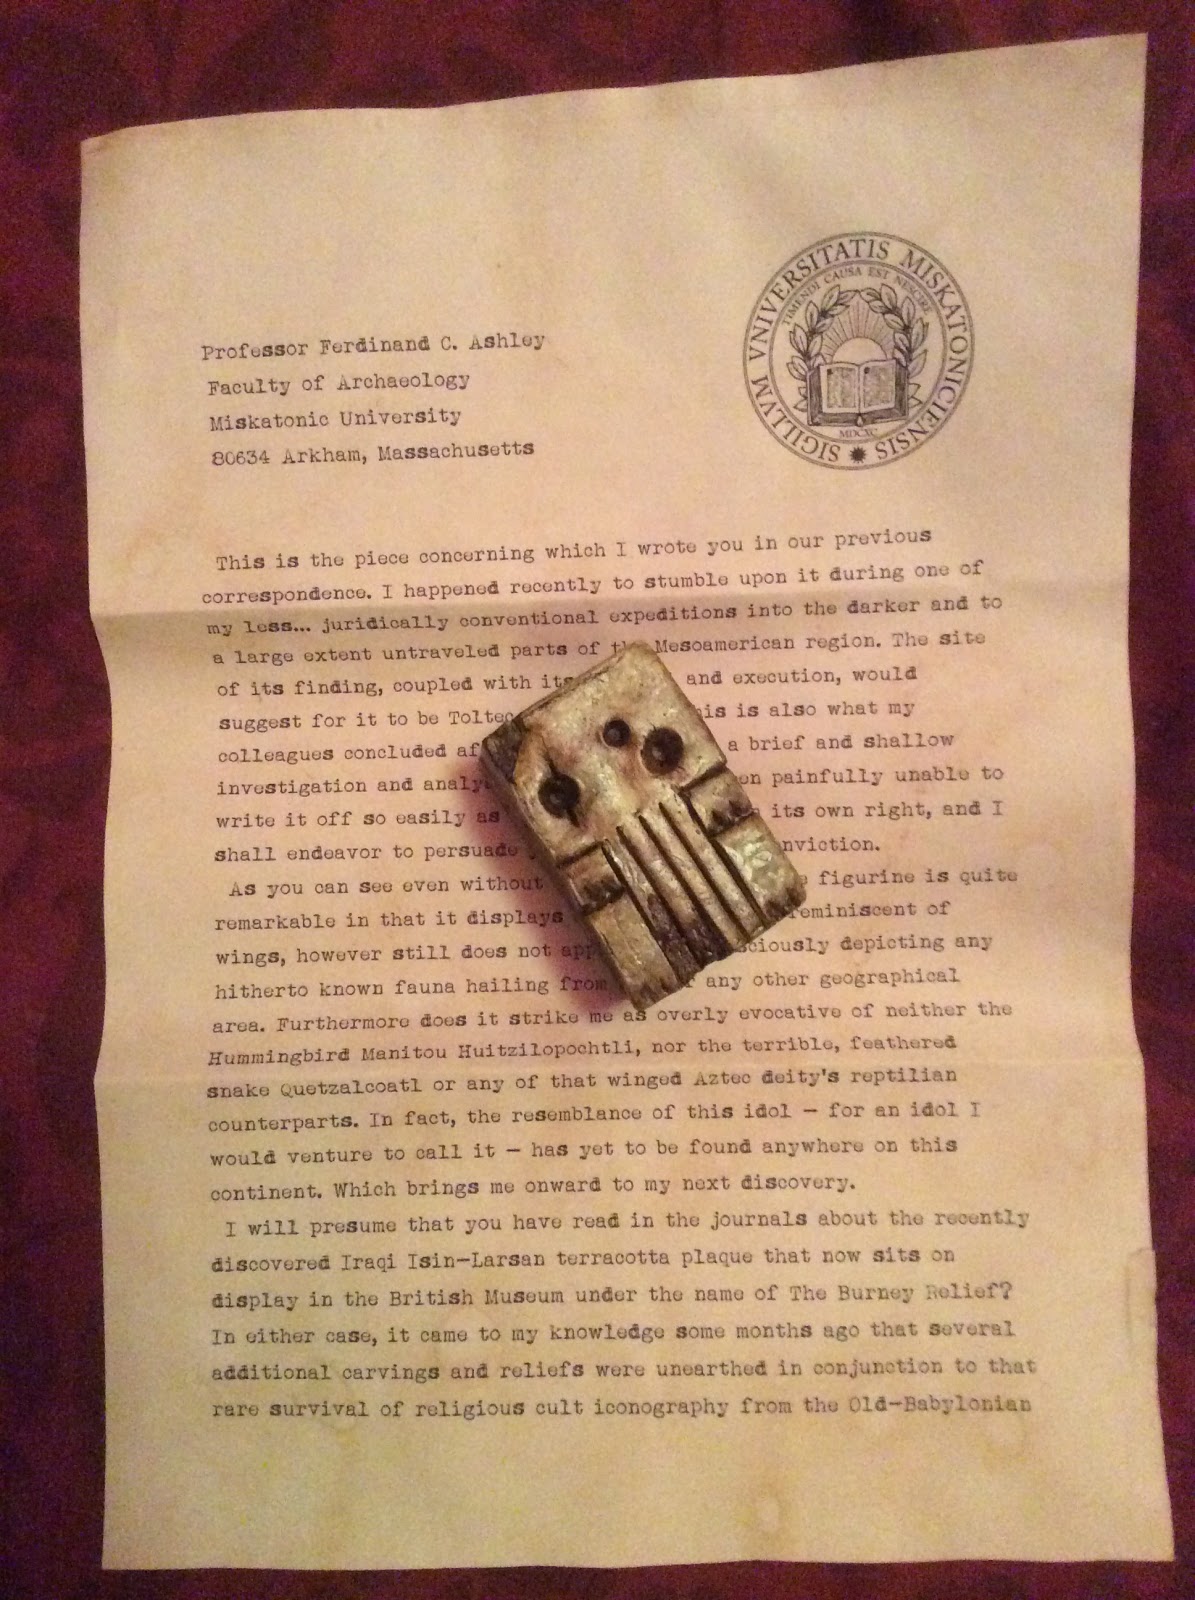 Professor Ferdinand C. Ashley
Faculty of Archaeology
Miskatonic University
80634 Arkham, Massachusetts
SIGILLVM VNIVERSITATIS MISKATONICIENSIS
TIMENDI CAUSA EST NESCIRE
MDCXC
This is the piece concerning which I wrote you in our previous
correspondence. I happened recently to stumble upon it during one of
my less... juridically conventional expeditions into the darker and to
a large extent untraveled parts of the Mesoamerican region. The site
of its finding, coupled with its and execution, would
suggest for it to be Toltec is also what my
colleagues concluded a brief and shallow
investigation and painfully unable to
write it off so easily as its own right, and I
shall endeavor to persuade
As you can see even without figurine is quite
remarkable in that it displays reminiscent of
wings, however still does not depicting any
hitherto known fauna hailing from any other geographical
area. Furthermore does it strike me as overly evocative of neither the
Hummingbird Manitou Huitzilopochtli, nor the terrible, feathered
snake Quetzalcoatl or any of that winged Aztec deity's reptilian
counterparts. In fact, the resemblance of this idol — for an idol I
would venture to call it — has yet to be found anywhere on this
continent. Which brings me onward to my next discovery.
I will presume that you have read in the journals about the recently
discovered Iraqi Isin-Larsan terracotta plaque that now sits on
display in the British Museum under the name of The Burney Relief?
In either case, it came to my knowledge some months ago that several
additional carvings and reliefs were unearthed in conjunction to that
rare survival of religious cult iconography from the Old-Babylonian